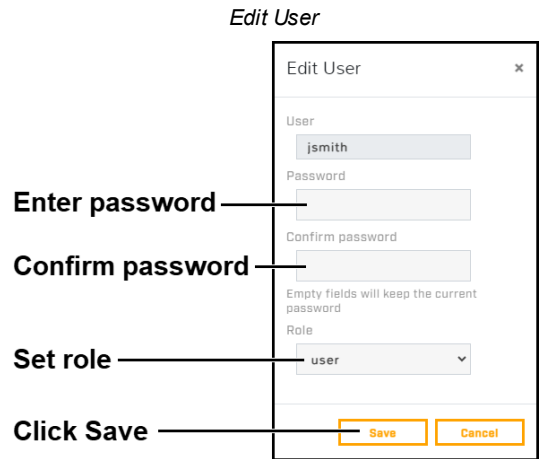 Edit User
Edit User ×
User
jsmith
Password
Enter password
Confirm password
Confirm password
Empty fields will keep the current
password
Role
Set role
user
Click Save
Save Cancel